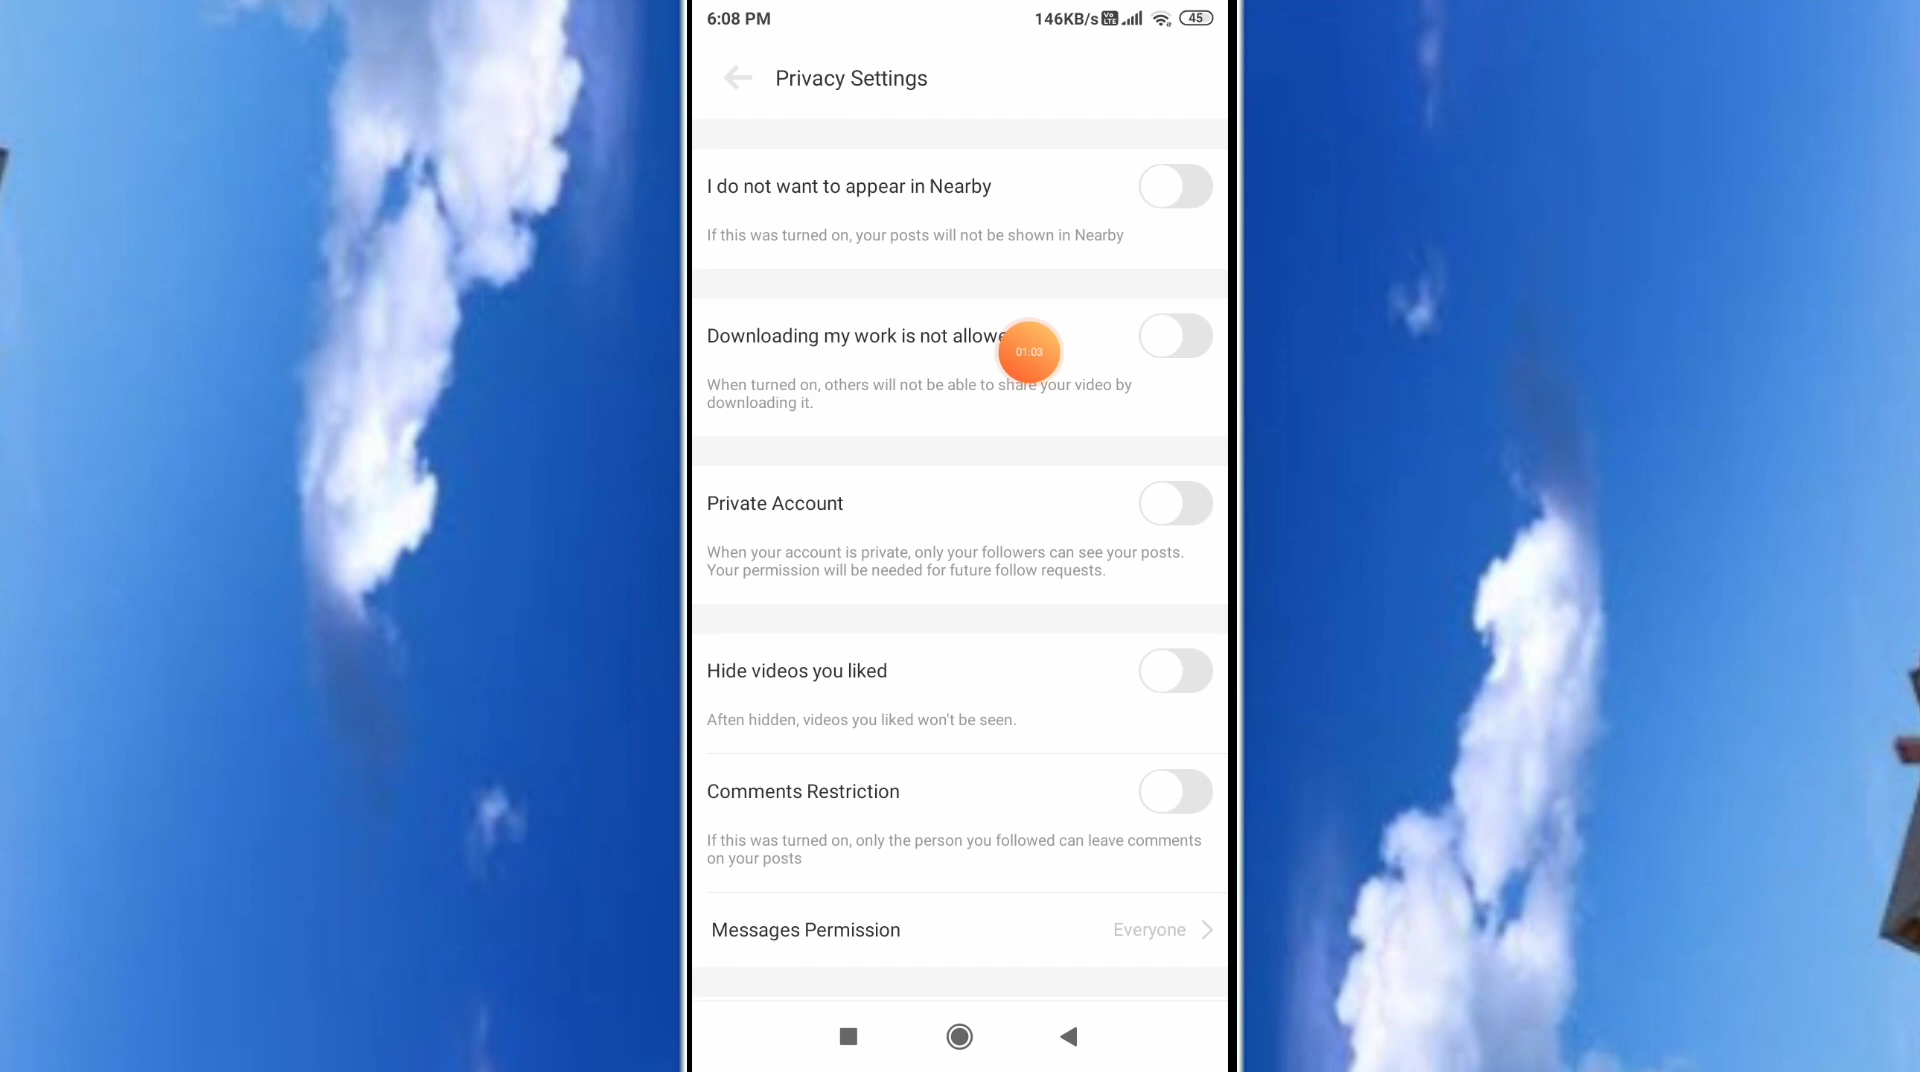 6:08 PM 146KB/s Vo LTE 45
Privacy Settings
I do not want to appear in Nearby
If this was turned on, your posts will not be shown in Nearby
Downloading my work is not allowe
01:03
When turned on, others will not be able to share your video by
downloading it.
Private Account
When your account is private, only your followers can see your posts.
Your permission will be needed for future follow requests.
Hide videos you liked
Aften hidden, videos you liked won't be seen.
Comments Restriction
If this was turned on, only the person you followed can leave comments
on your posts
Messages Permission Everyone